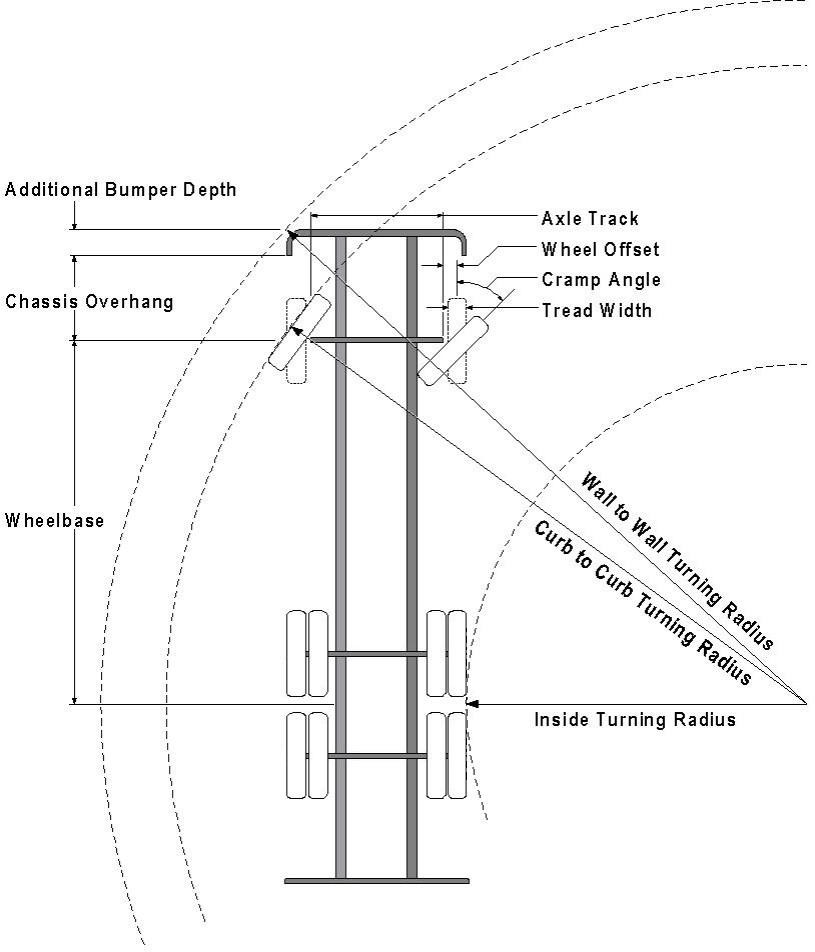 Additional Bumper Depth
Axle Track
Wheel Offset
Cramp Angle
Chassis Overhang
Tread Width
Wheelbase
Wall to Wall Turning Radius
Curb to Curb Turning Radius
Inside Turning Radius